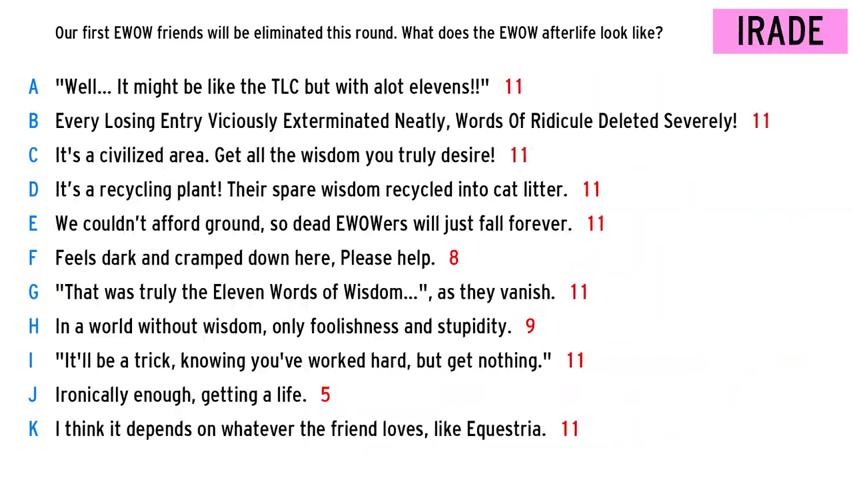 Our first EWOW friends will be eliminated this round. What does the EWOW afterlife look like?
IRADE
A "Well... It might be like the TLC but with alot elevens!!" 11
B Every Losing Entry Viciously Exterminated Neatly, Words Of Ridicule Deleted Severely! 11
C It's a civilized area. Get all the wisdom you truly desire! 11
D It’s a recycling plant! Their spare wisdom recycled into cat litter. 11
E We couldn’t afford ground, so dead EWOWers will just fall forever. 11
F Feels dark and cramped down here, Please help. 8
G "That was truly the Eleven Words of Wisdom...", as they vanish. 11
H In a world without wisdom, only foolishness and stupidity. 9
I "It'll be a trick, knowing you've worked hard, but get nothing." 11
J Ironically enough, getting a life. 5
K I think it depends on whatever the friend loves, like Equestria. 11